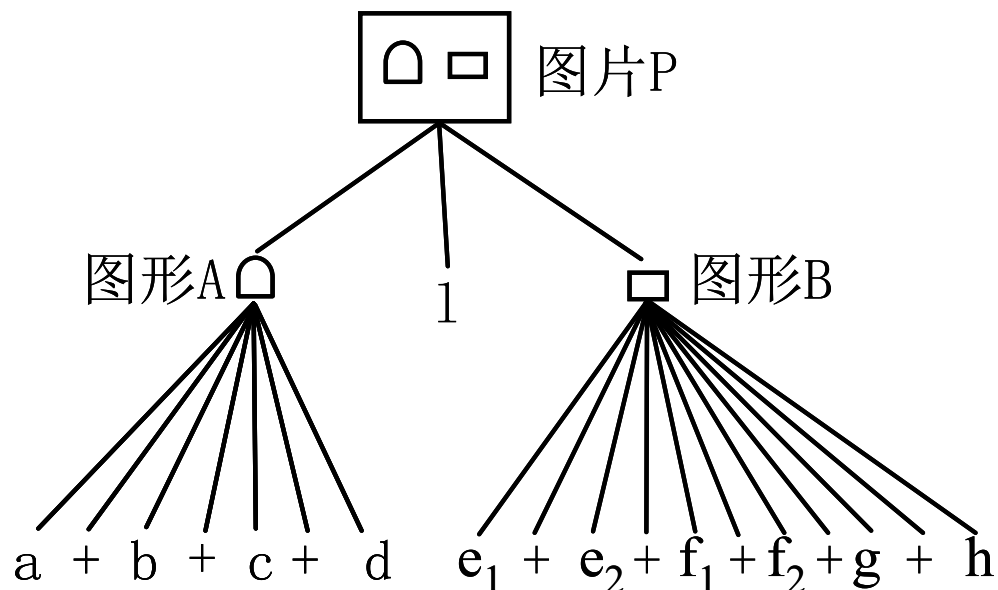 图片P
图形A
1
图形B
a + b + c + d
e₁ + e₂ + f₁ + f₂ + g + h